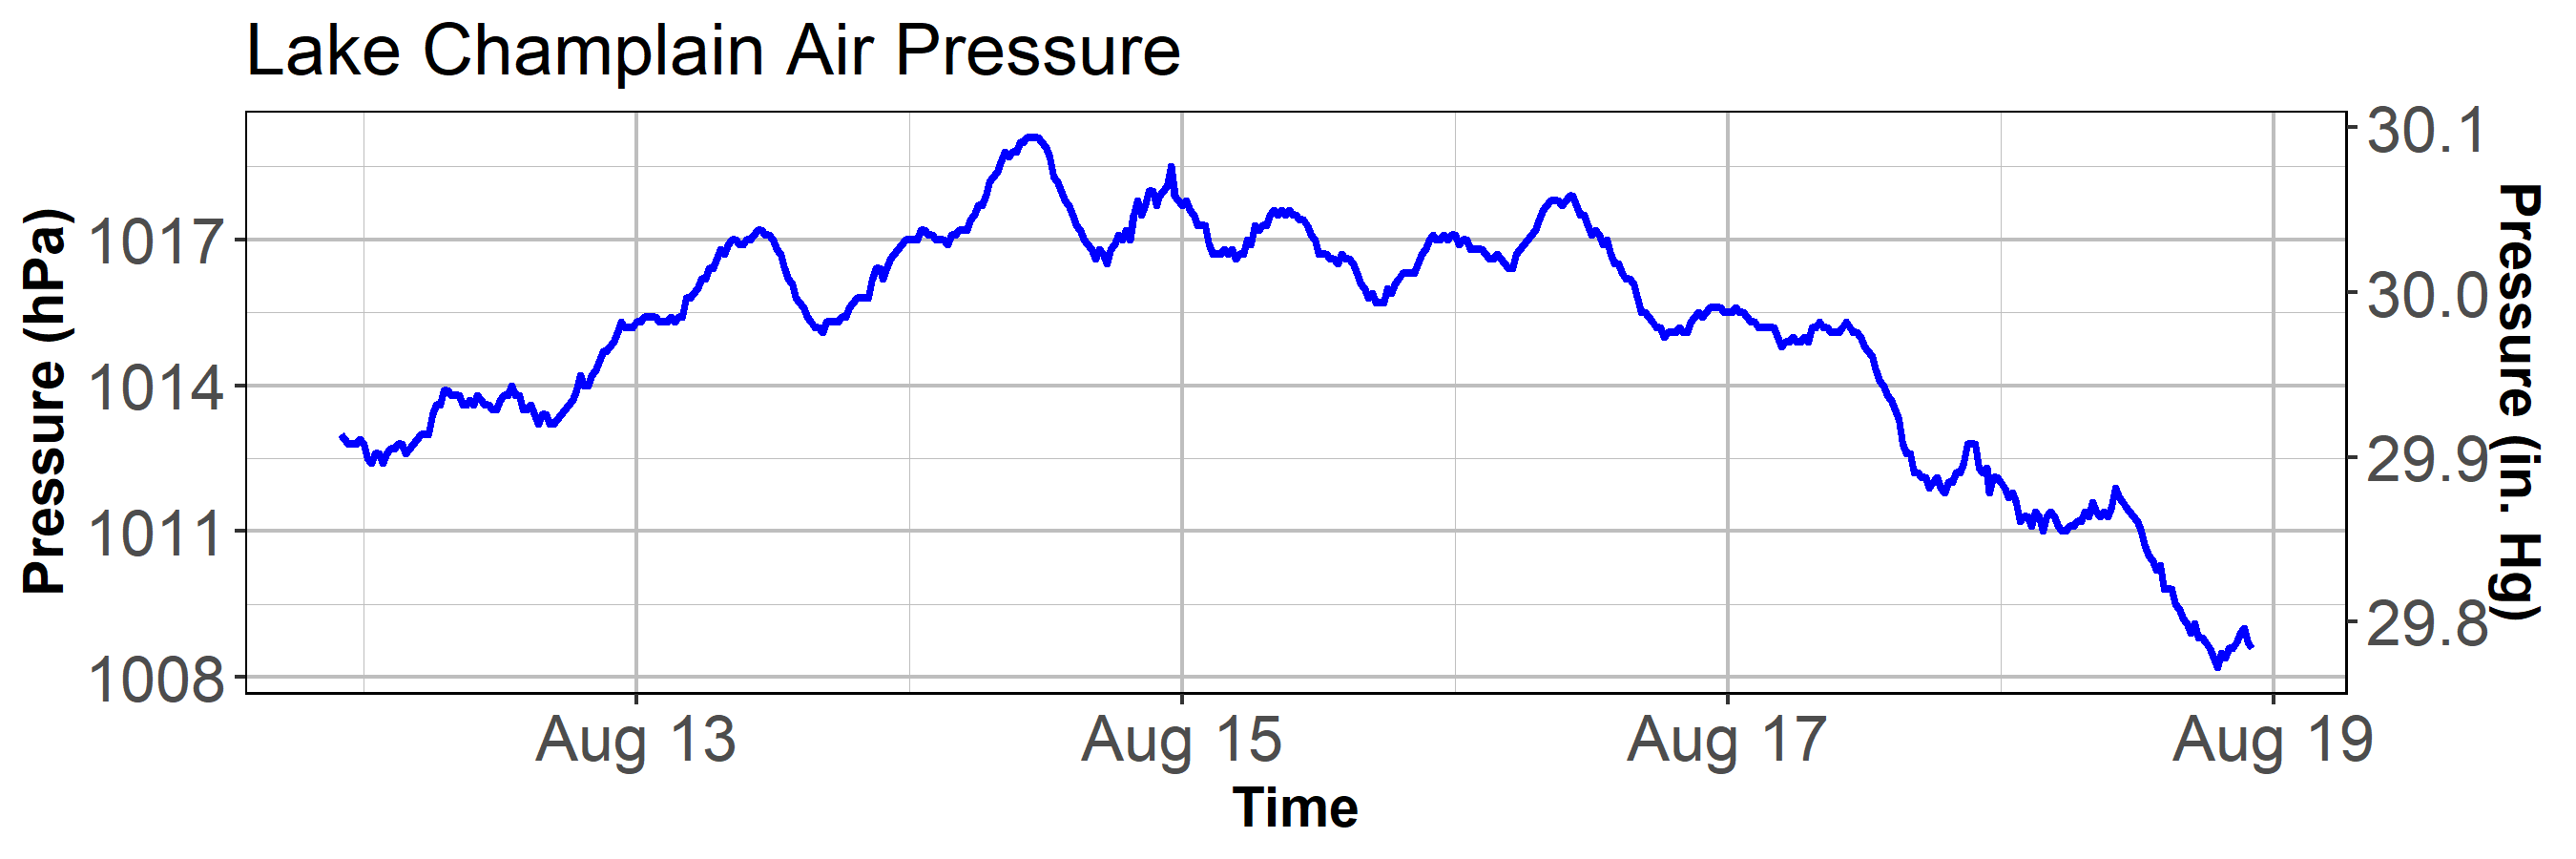 Lake Champlain Air Pressure
Pressure (hPa)
1017
1014
1011
1008
30.1
30.0
29.9
29.8
Pressure (in. Hg)
Aug 13
Aug 15
Aug 17
Aug 19
Time